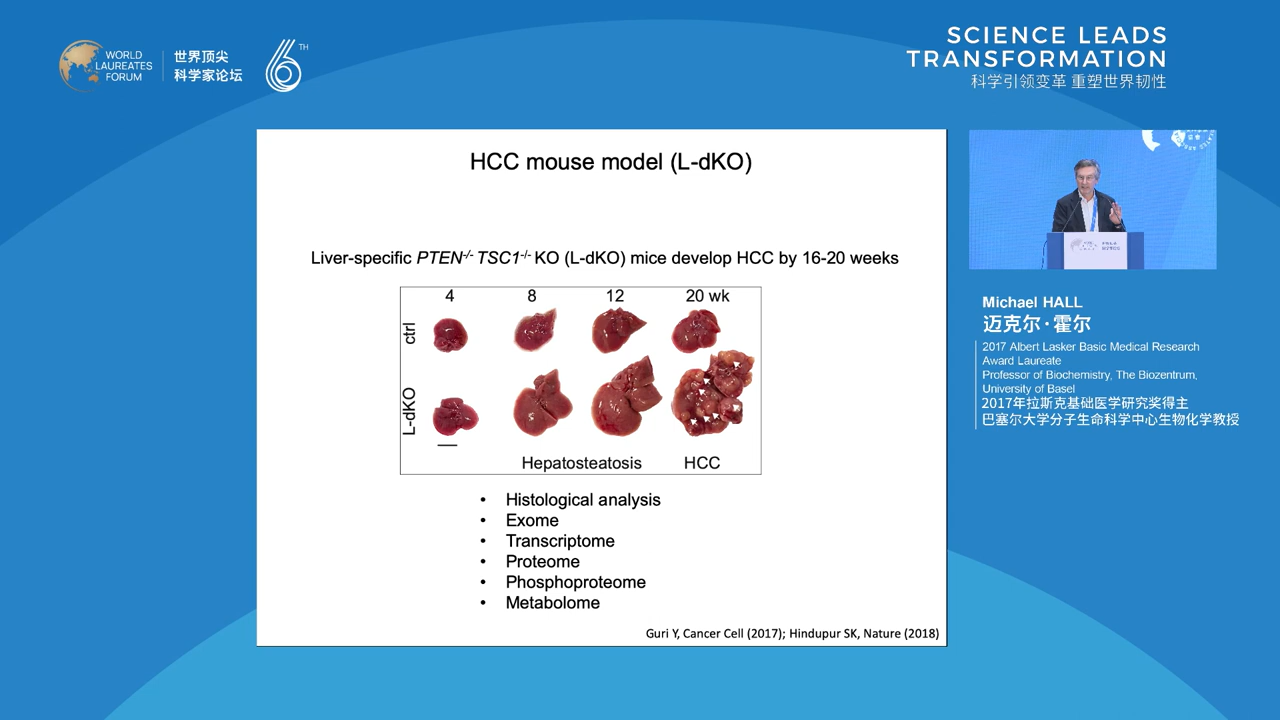 WORLD
LAUREATES
FORUM
世界顶尖
科学家论坛
6TH
SCIENCE LEADS
TRANSFORMATION
科学引领变革 重塑世界韧性
HCC mouse model (L-dKO)
Liver-specific PTEN-/- TSC1-/- KO (L-dKO) mice develop HCC by 16-20 weeks
4 8 12 20 wk
ctrl
L-dKO
Hepatosteatosis HCC
• Histological analysis
• Exome
• Transcriptome
• Proteome
• Phosphoproteome
• Metabolome
Guri Y, Cancer Cell (2017); Hindupur SK, Nature (2018)
Michael HALL
迈克尔·霍尔
2017 Albert Lasker Basic Medical Research
Award Laureate
Professor of Biochemistry, The Biozentrum,
University of Basel
2017年拉斯克基础医学研究奖得主
巴塞尔大学分子生命科学中心生物化学教授